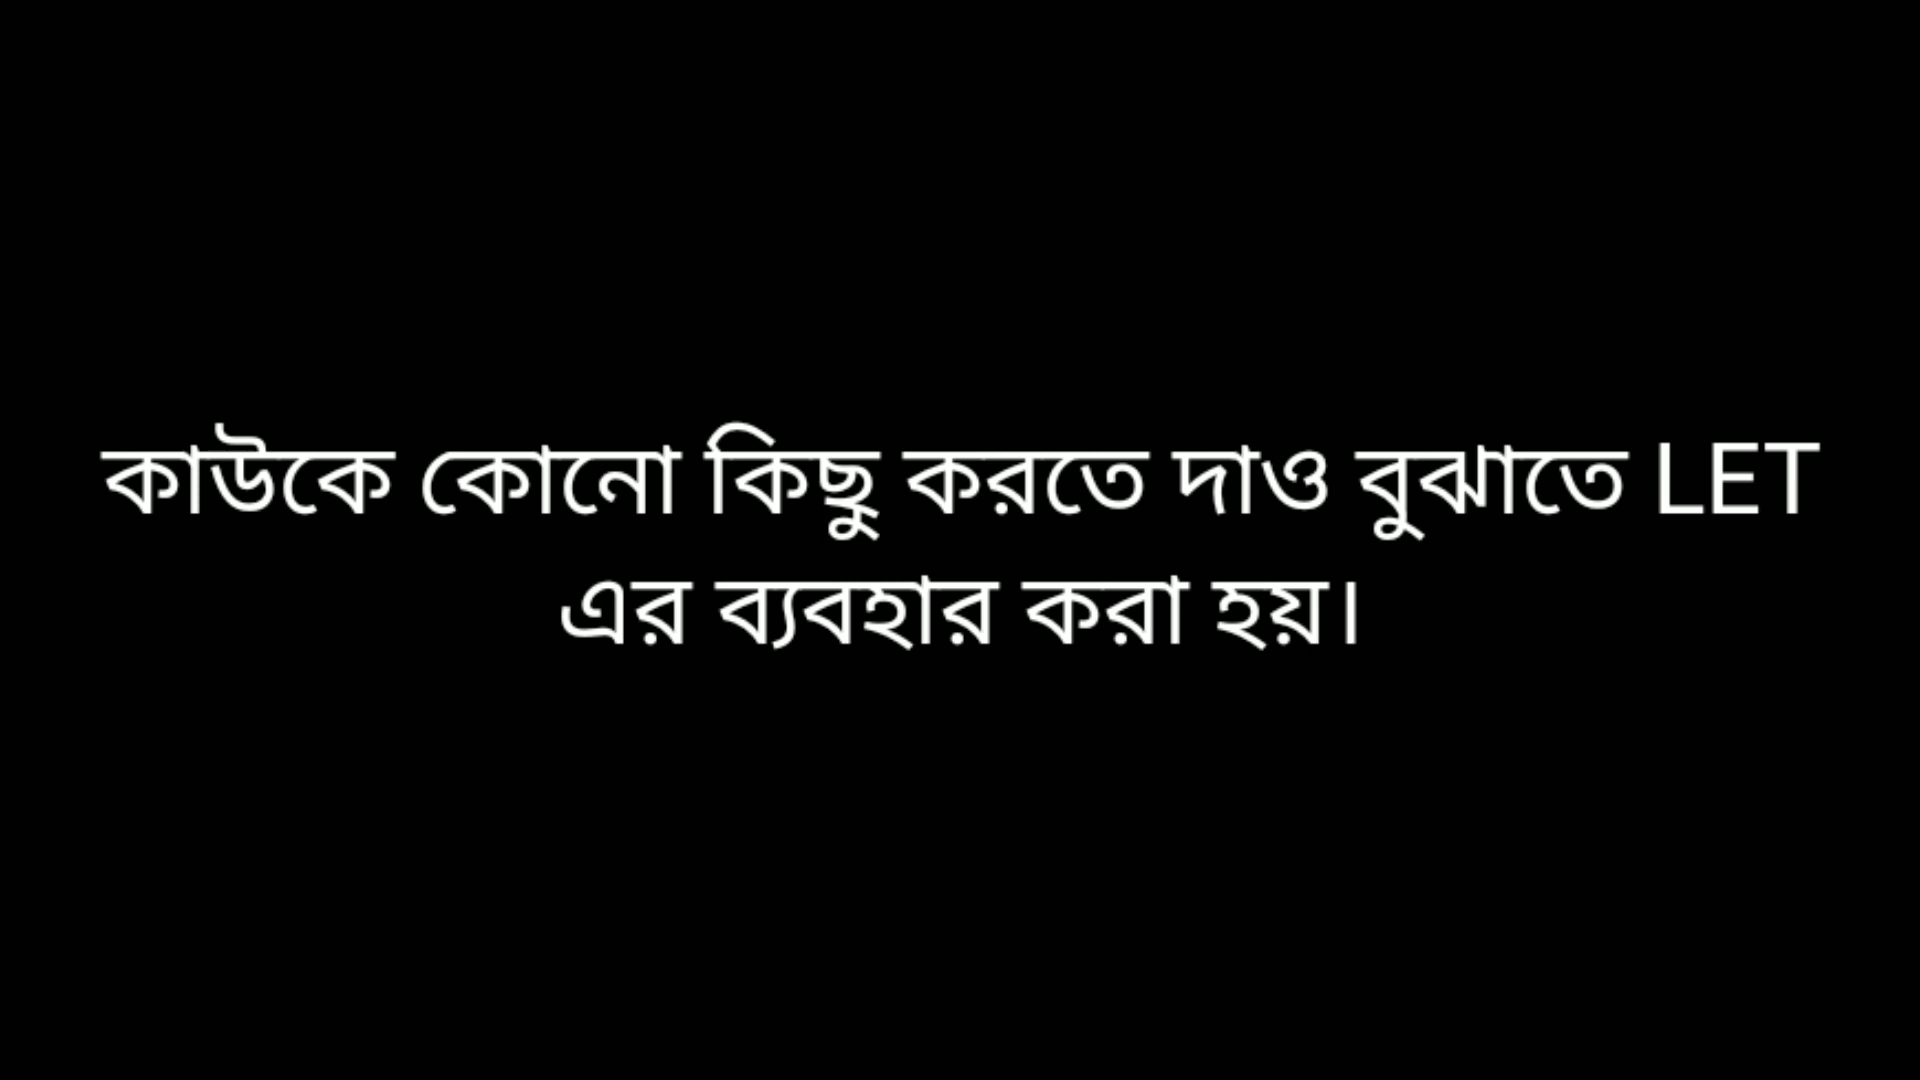 কাউকে কোনো কিছু করতে দাও বুঝাতে LET
এর ব্যবহার করা হয়।